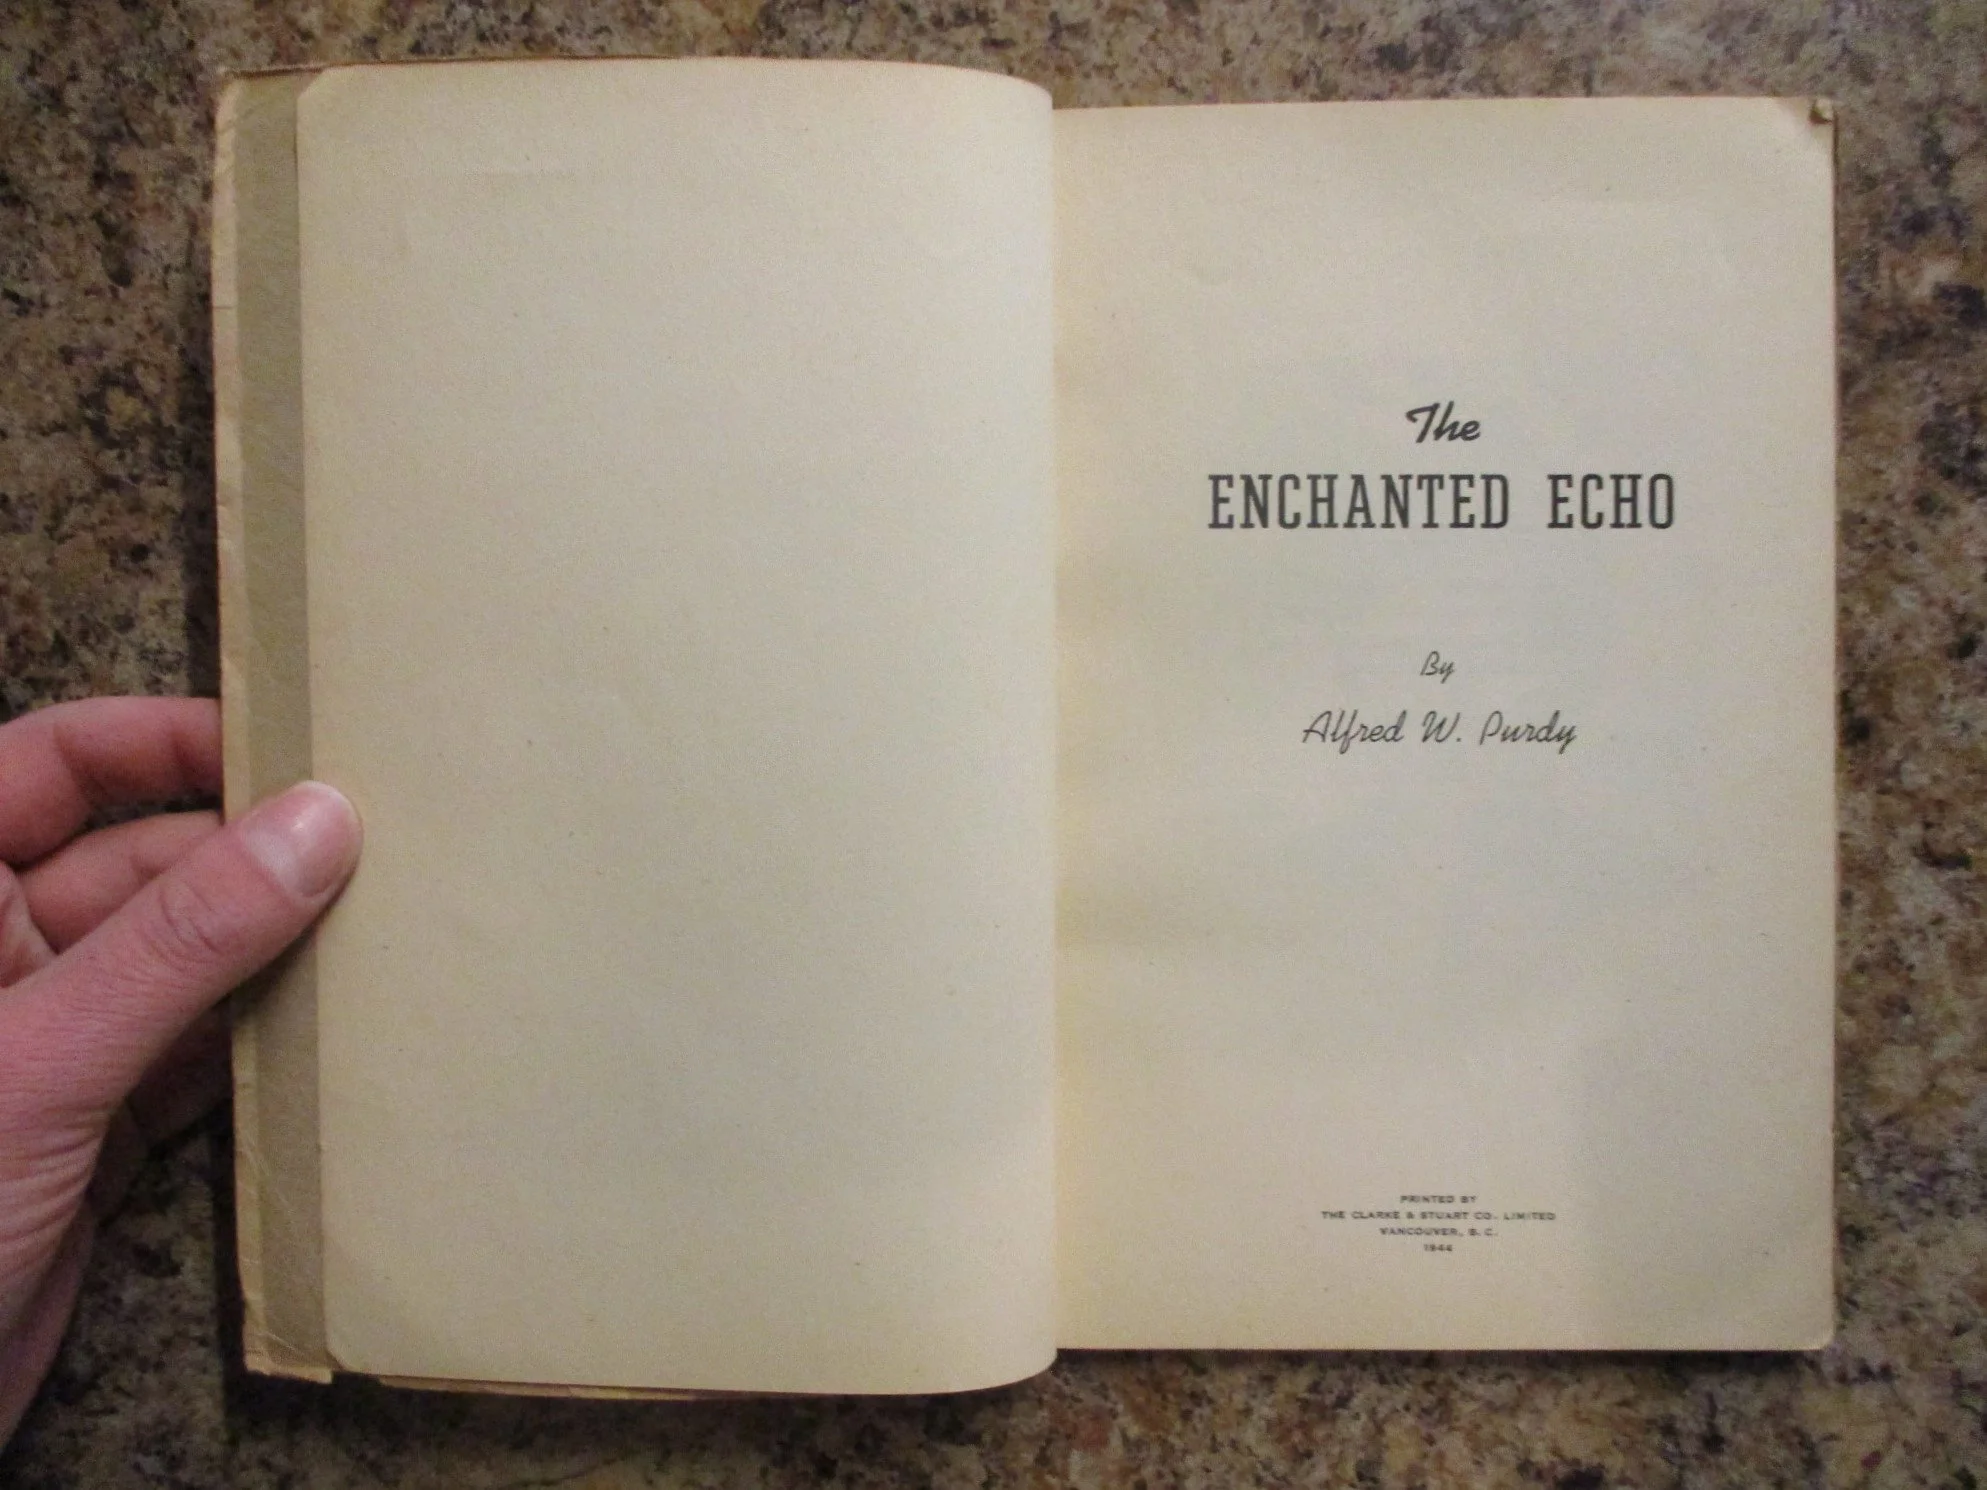 The
ENCHANTED ECHO
By
Alfred W. Purdy
PRINTED BY
THE CLARKE & STUART CO. LIMITED
VANCOUVER, B. C.
1944